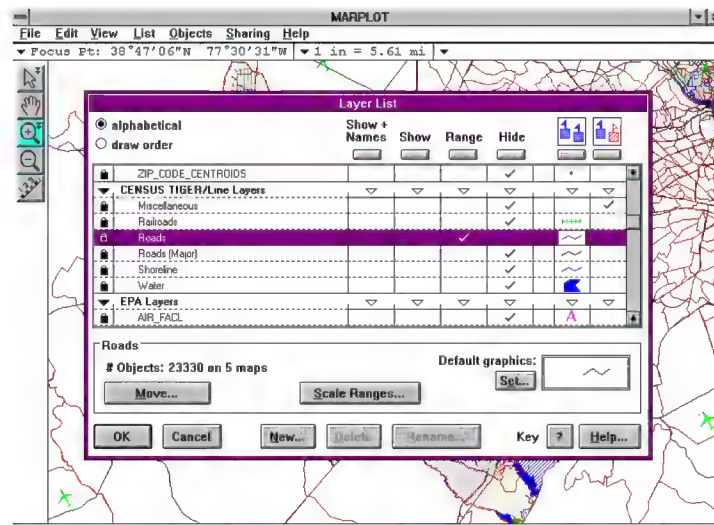 MARPLOT
File Edit View List Objects Sharing Help
Focus Pt: 38°47'06"N 77°30'31"W 1 in = 5.61 mi
Layer List
alphabetical
draw order
Show + Names Show Range Hide
ZIP_CODE_CENTROIDS
CENSUS TIGER/Line Layers
Miscellaneous
Railroads
Roads
Roads (Major)
Shoreline
Water
EPA Layers
AIR_FACL A
Roads
# Objects: 23330 on 5 maps
Default graphics:
Set...
Move... Scale Ranges...
OK Cancel New... Delete Rename... Key ? Help...